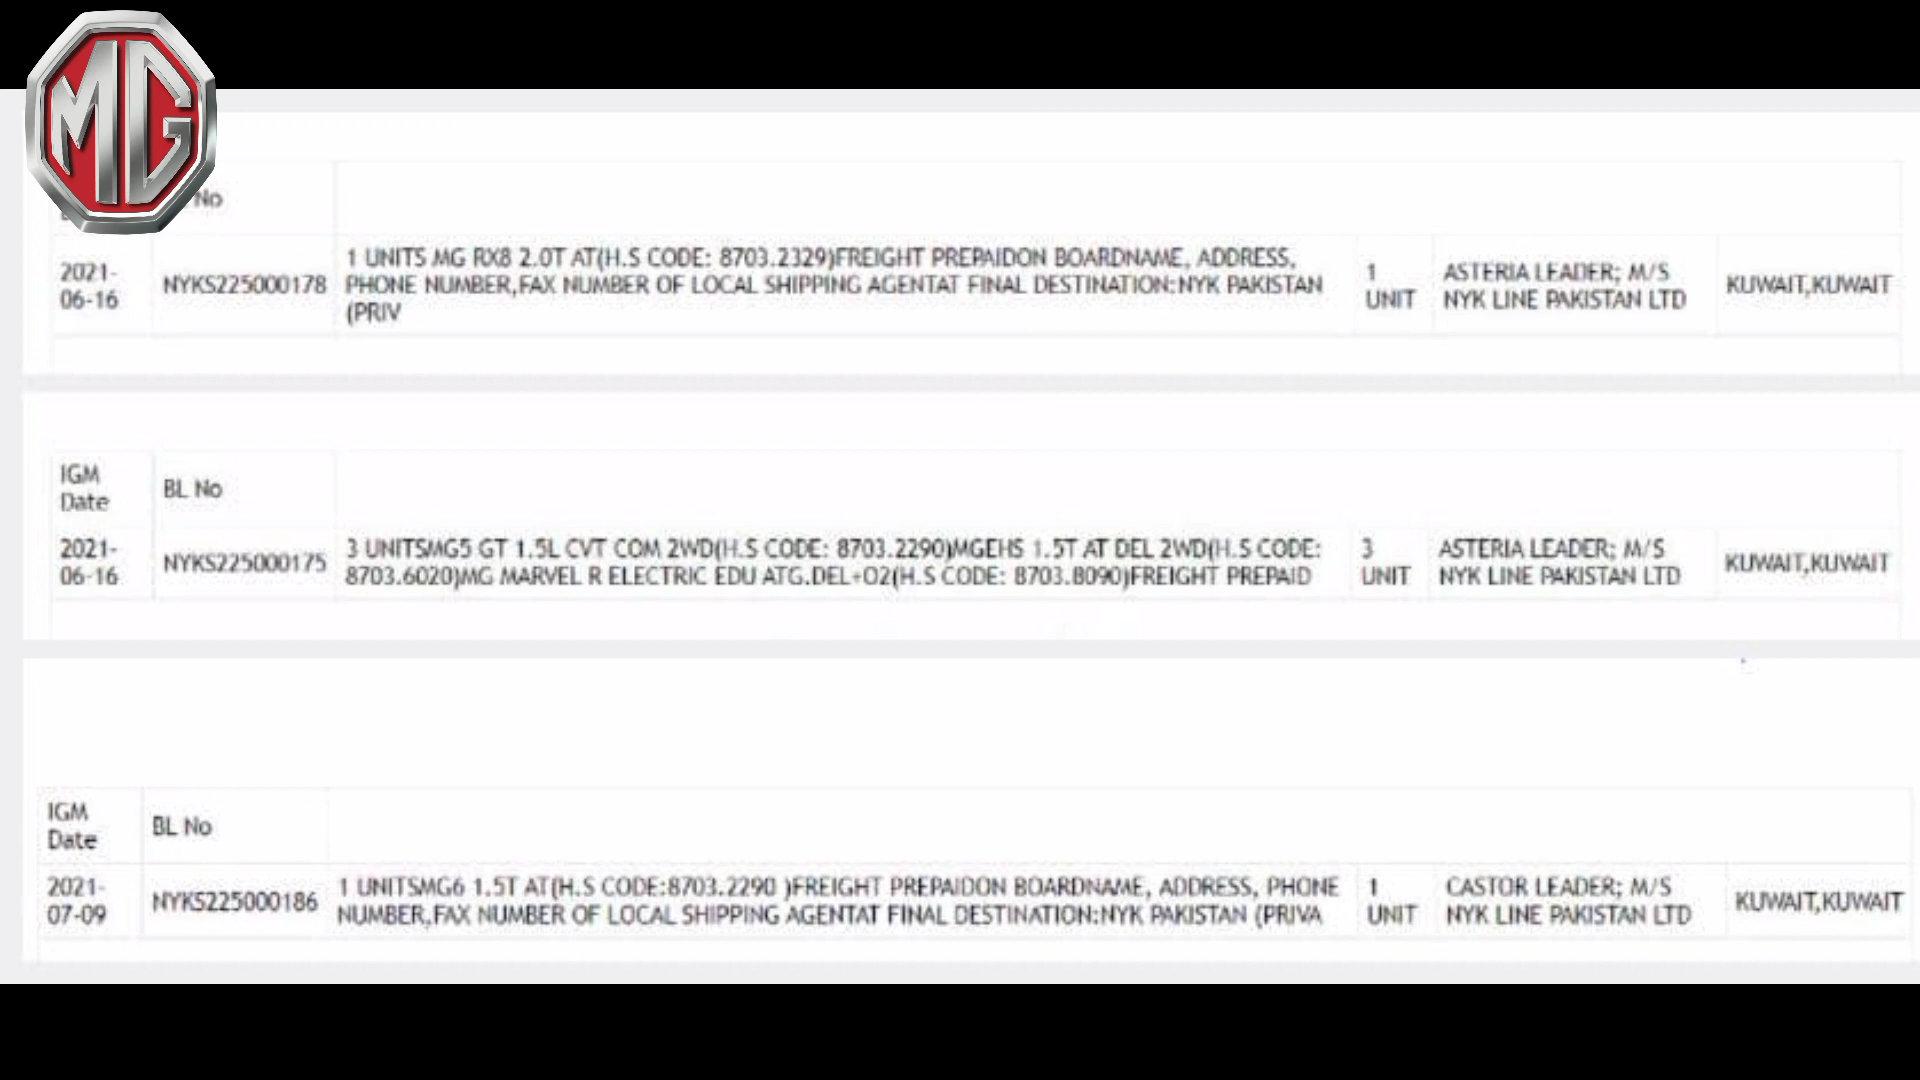 MG
No
2021-
06-16
NYKS225000178
1 UNITS MG RX8 2.0T AT(H.S CODE: 8703.2329)FREIGHT PREPAIDON BOARDNAME, ADDRESS,
PHONE NUMBER,FAX NUMBER OF LOCAL SHIPPING AGENTAT FINAL DESTINATION:NYK PAKISTAN
(PRIV
1
UNIT
ASTERIA LEADER; M/S
NYK LINE PAKISTAN LTD
KUWAIT,KUWAIT
IGM
Date
BL No
2021-
06-16
NYKS225000175
3 UNITSMG5 GT 1.5L CVT COM 2WD(H.S CODE: 8703.2290)MGEHS 1.5T AT DEL 2WD(H.S CODE:
8703.6020)MG MARVEL R ELECTRIC EDU ATG.DEL+O2(H.S CODE: 8703.8090)FREIGHT PREPAID
3
UNIT
ASTERIA LEADER; M/S
NYK LINE PAKISTAN LTD
KUWAIT,KUWAIT
IGM
Date
BL No
2021-
07-09
NYKS225000186
1 UNITSMG6 1.5T AT(H.S CODE:8703.2290 )FREIGHT PREPAIDON BOARDNAME, ADDRESS, PHONE
NUMBER,FAX NUMBER OF LOCAL SHIPPING AGENTAT FINAL DESTINATION:NYK PAKISTAN (PRIVA
1
UNIT
CASTOR LEADER; M/S
NYK LINE PAKISTAN LTD
KUWAIT,KUWAIT